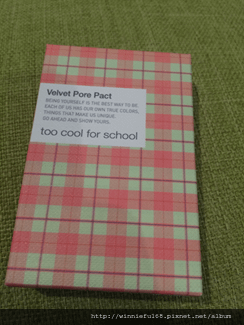 Velvet Pore Pact
BEING YOURSELF IS THE BEST WAY TO BE.
EACH OF US HAS OUR OWN TRUE COLORS.
THINGS THAT MAKE US UNIQUE.
GO AHEAD AND SHOW YOURS.
too cool for school
http://winnieful68.pixnet.net/album